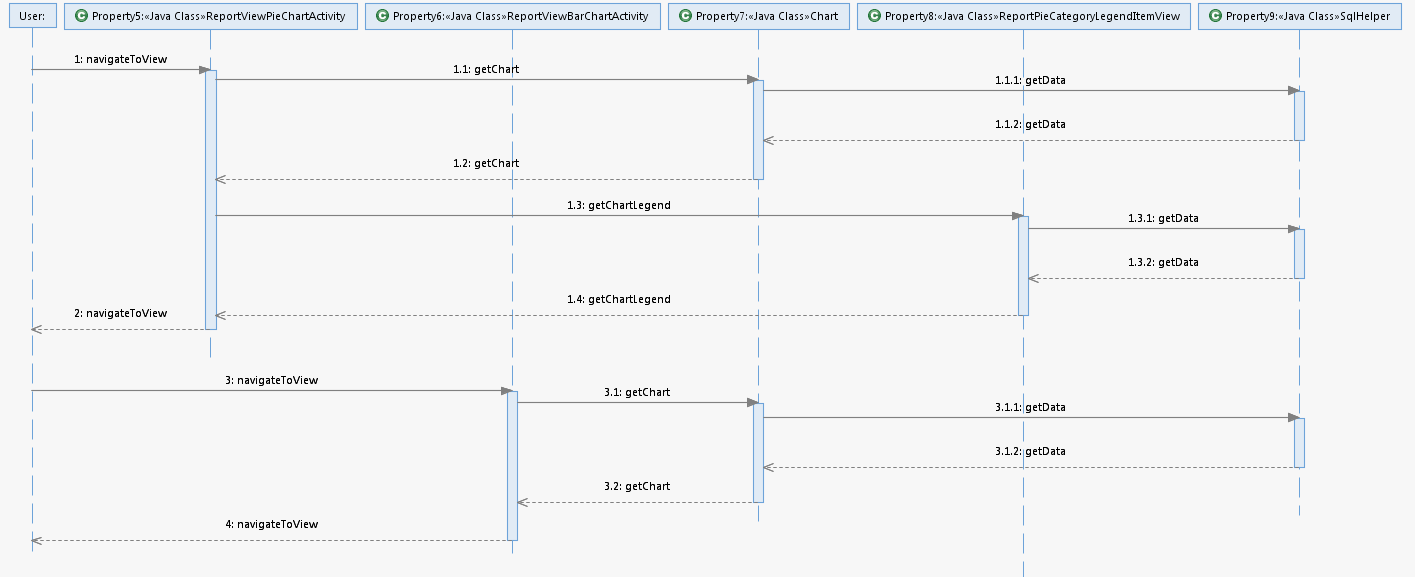 User:
C Property5:«Java Class»ReportViewPieChartActivity
C Property6:«Java Class»ReportViewBarChartActivity
C Property7:«Java Class»Chart
C Property8:«Java Class»ReportPieCategoryLegendItemView
C Property9:«Java Class»SqlHelper
1: navigateToView
1.1: getChart
1.1.1: getData
1.1.2: getData
1.2: getChart
1.3: getChartLegend
1.3.1: getData
1.3.2: getData
1.4: getChartLegend
2: navigateToView
3: navigateToView
3.1: getChart
3.1.1: getData
3.1.2: getData
3.2: getChart
4: navigateToView